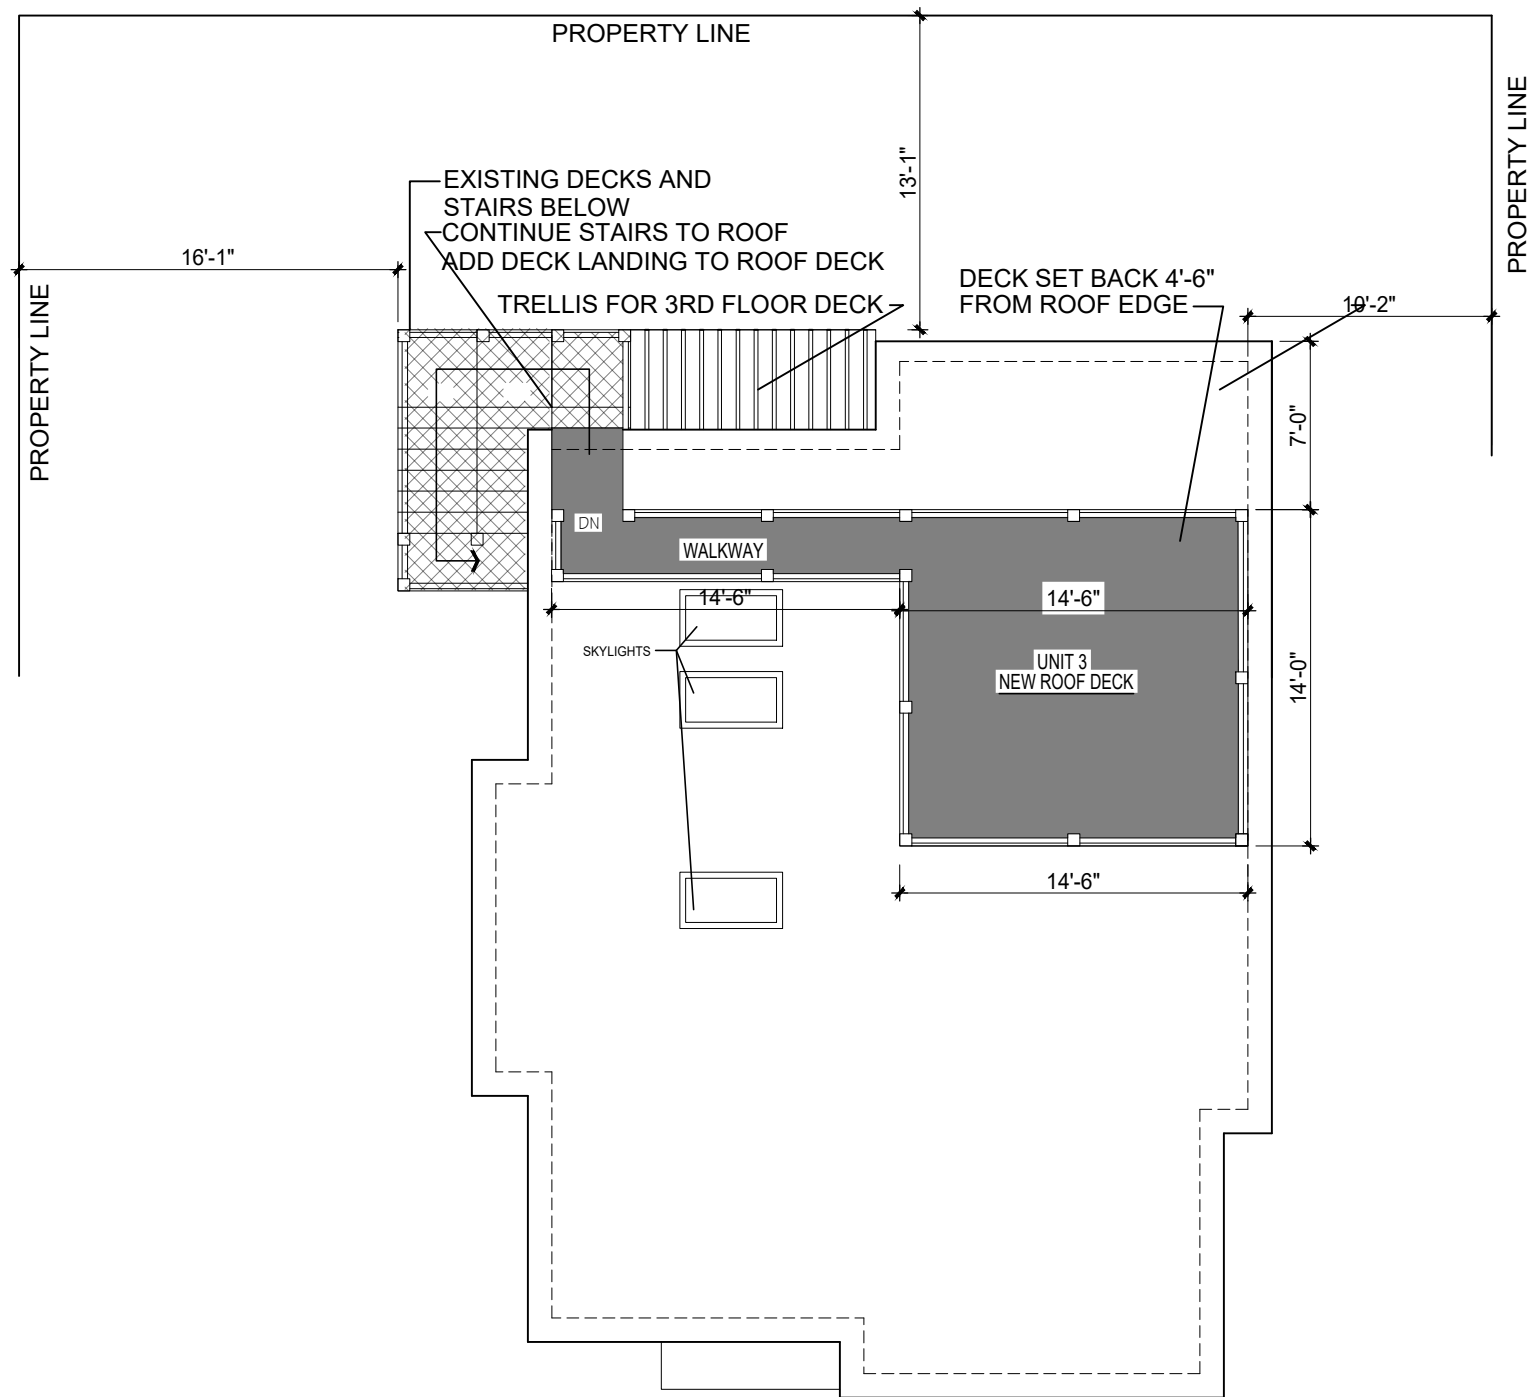 PROPERTY LINE
PROPERTY LINE
13'-1"
EXISTING DECKS AND
STAIRS BELOW
CONTINUE STAIRS TO ROOF
ADD DECK LANDING TO ROOF DECK
16'-1"
TRELLIS FOR 3RD FLOOR DECK
DECK SET BACK 4'-6"
FROM ROOF EDGE
10'-2"
PROPERTY LINE
7'-0"
DN
WALKWAY
14'-6"
14'-6"
SKYLIGHTS
UNIT 3
NEW ROOF DECK
14'-0"
14'-6"